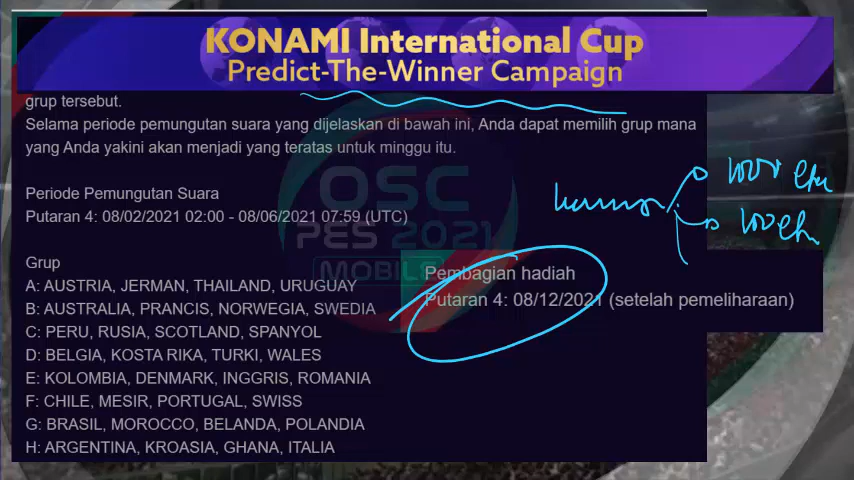 KONAMI International Cup
Predict-The-Winner Campaign
grup tersebut.
Selama periode pemungutan suara yang dijelaskan di bawah ini, Anda dapat memilih grup mana
yang Anda yakini akan menjadi yang teratas untuk minggu itu.
Periode Pemungutan Suara
Putaran 4: 08/02/2021 02:00 - 08/06/2021 07:59 (UTC)
Grup
A: AUSTRIA, JERMAN, THAILAND, URUGUAY
B: AUSTRALIA, PRANCIS, NORWEGIA, SWEDIA
C: PERU, RUSIA, SCOTLAND, SPANYOL
D: BELGIA, KOSTA RIKA, TURKI, WALES
E: KOLOMBIA, DENMARK, INGGRIS, ROMANIA
F: CHILE, MESIR, PORTUGAL, SWISS
G: BRASIL, MOROCCO, BELANDA, POLANDIA
H: ARGENTINA, KROASIA, GHANA, ITALIA
Pembagian hadiah
Putaran 4: 08/12/2021 (setelah pemeliharaan)
OSC
PES 2021
MOBILE